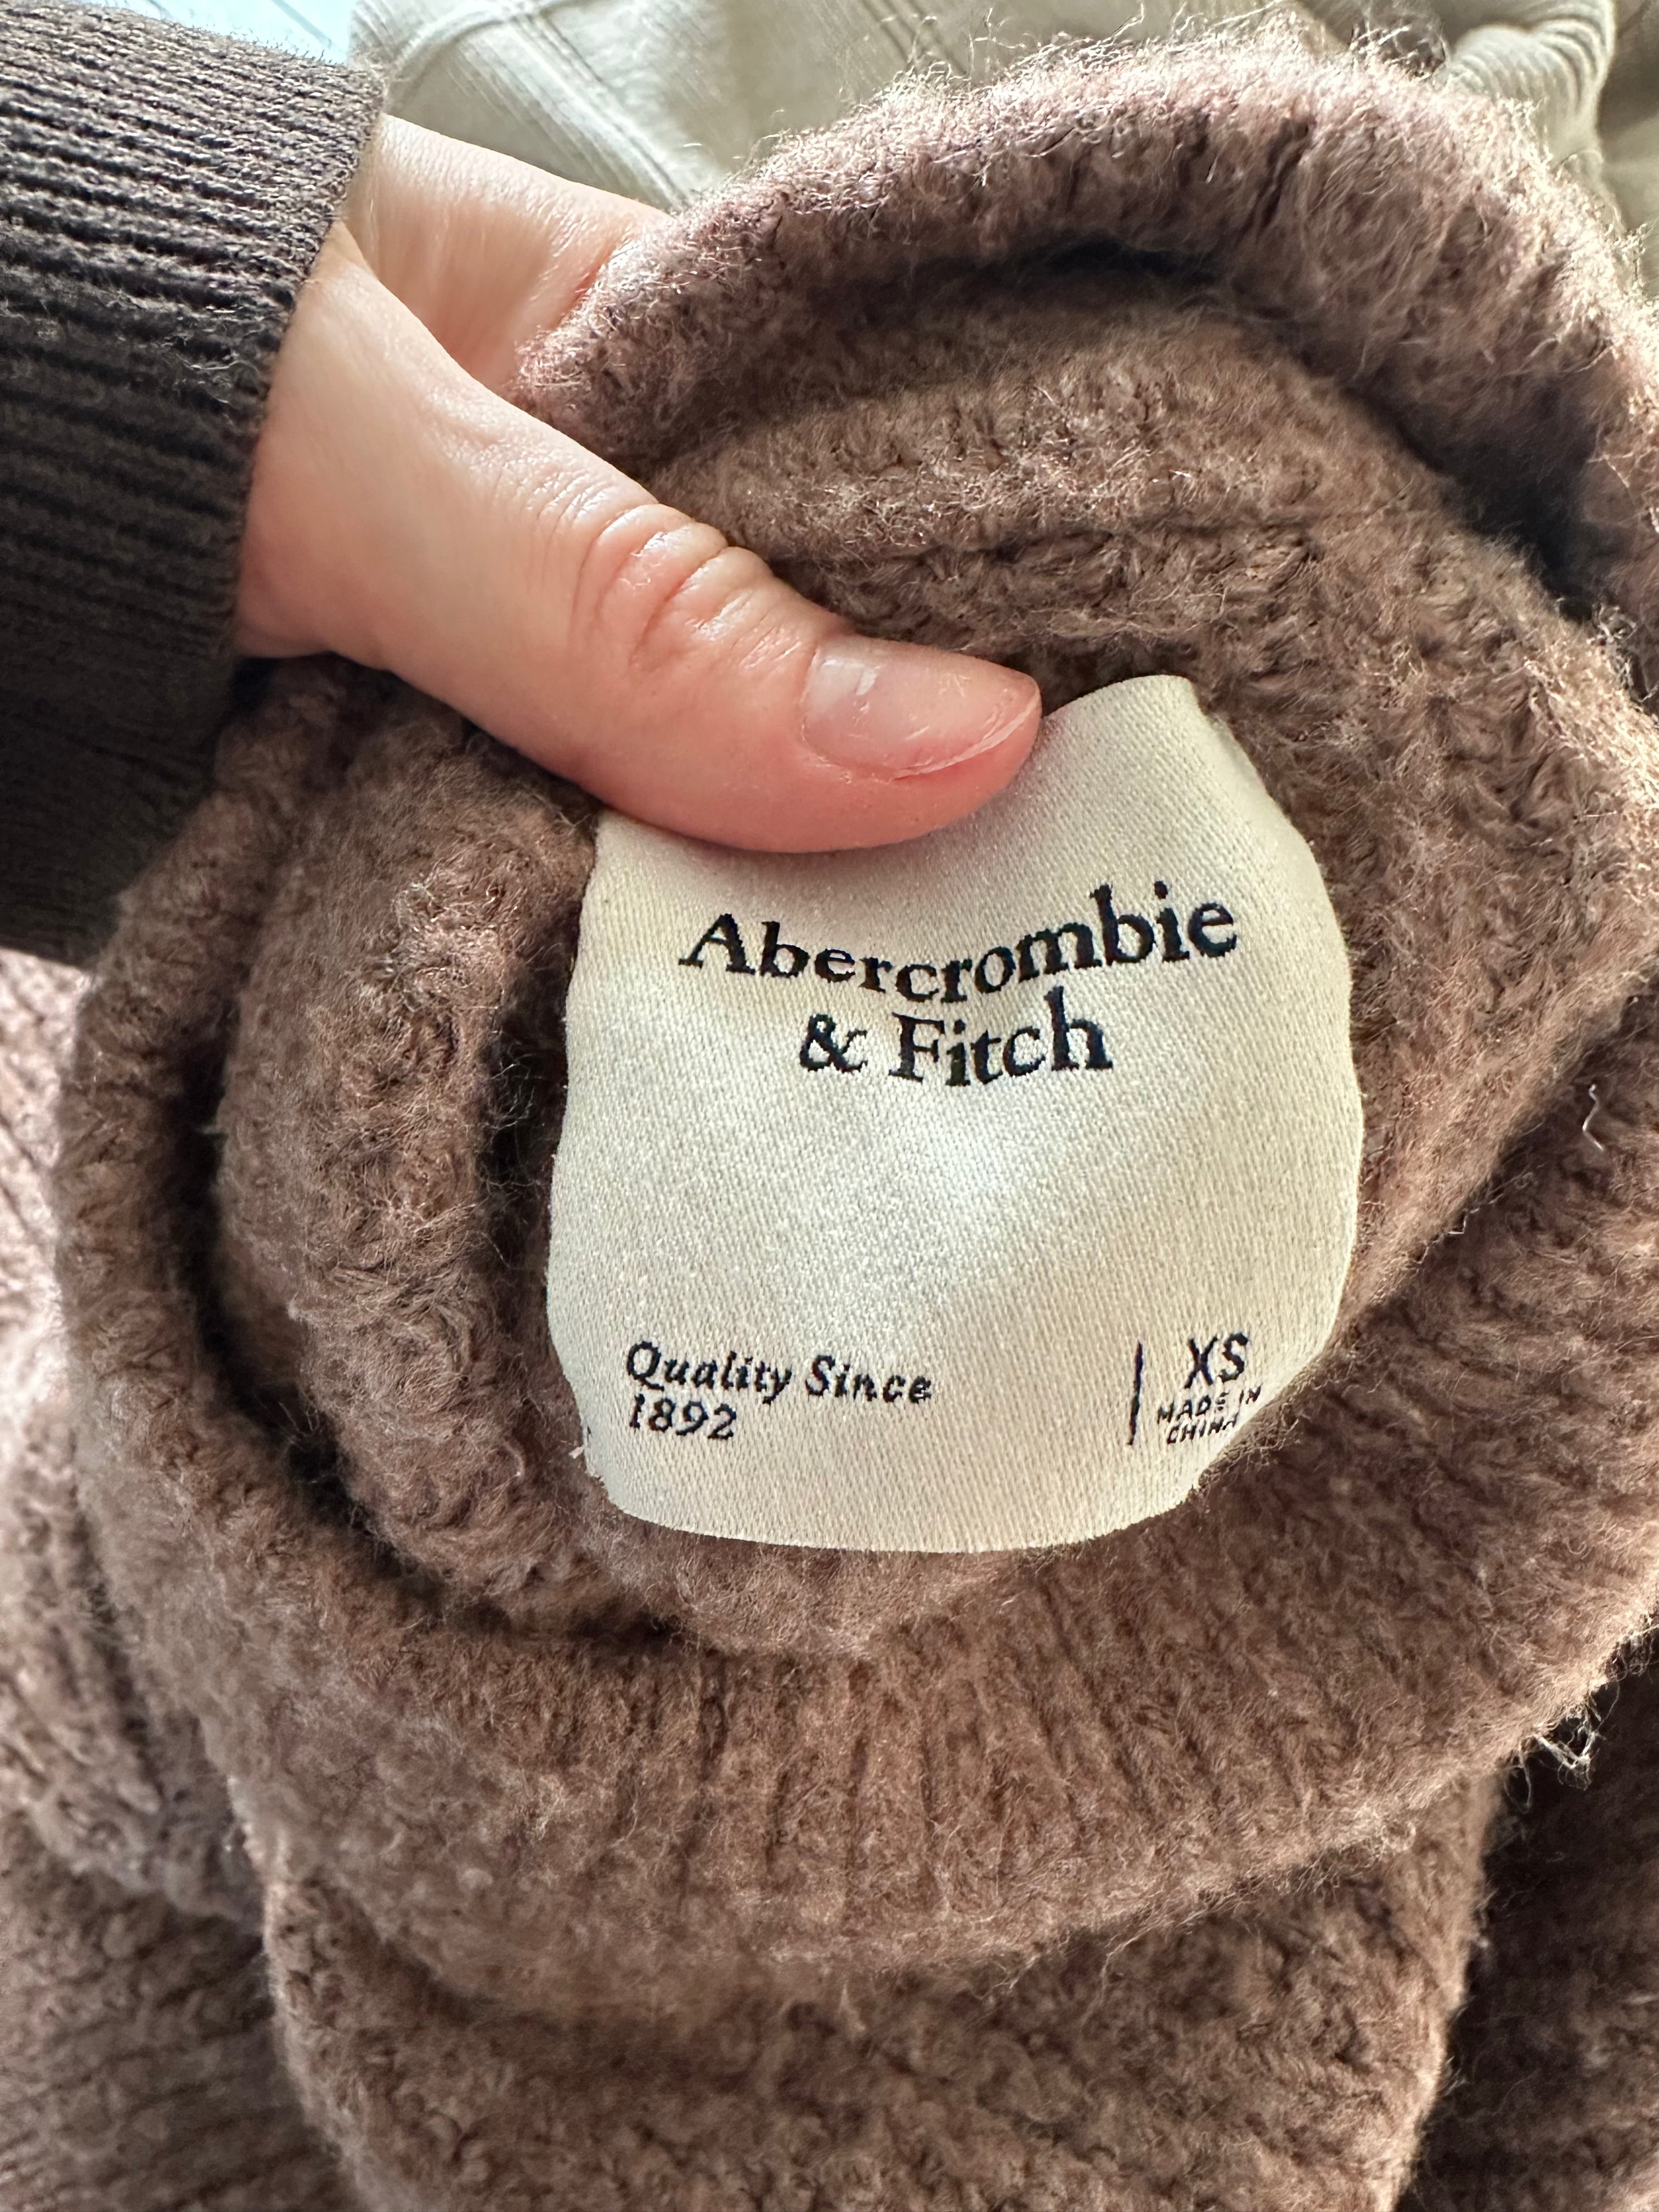 Abercrombie
& Fitch
Quality Since
1892
XS
MADE IN
CHINA